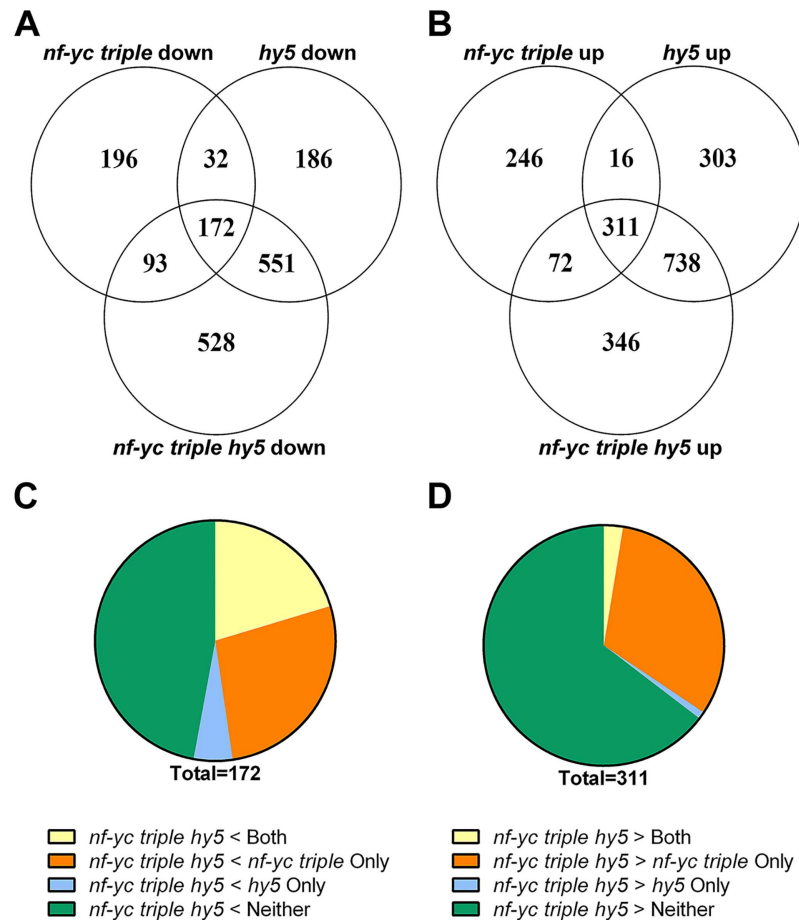 A
B
nf-yc triple down
hy5 down
nf-yc triple up
hy5 up
196
32
186
246
16
303
172
311
93
551
72
738
528
346
nf-yc triple hy5 down
nf-yc triple hy5 up
C
D
Total=172
Total=311
nf-yc triple hy5 < Both
nf-yc triple hy5 < nf-yc triple Only
nf-yc triple hy5 < hy5 Only
nf-yc triple hy5 < Neither
nf-yc triple hy5 > Both
nf-yc triple hy5 > nf-yc triple Only
nf-yc triple hy5 > hy5 Only
nf-yc triple hy5 > Neither